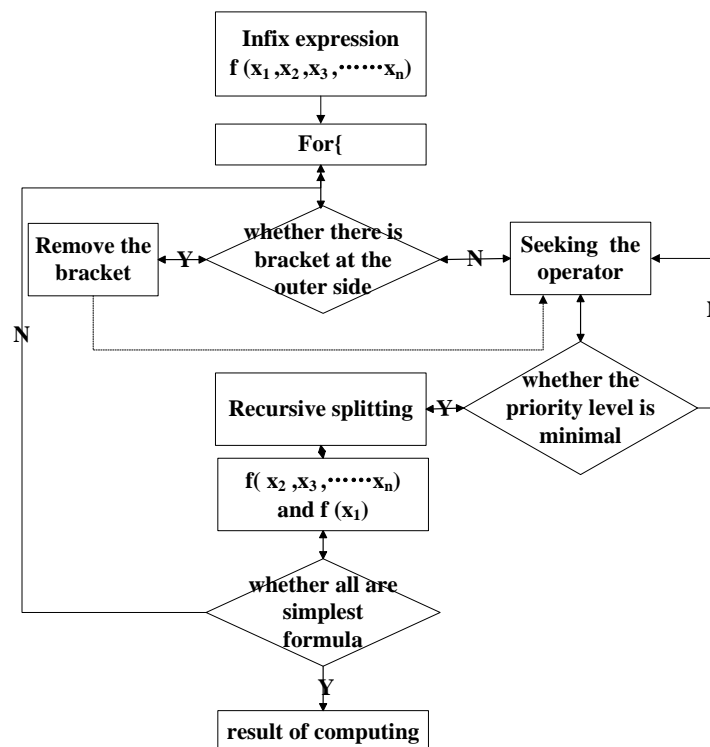 Infix expression
f (x₁ ,x₂ ,x₃ ,······xₙ)
For{
whether there is
bracket at the
outer side
Remove the
bracket
Y
N
Seeking the
operator
N
whether the
priority level is
minimal
Y
Recursive splitting
f( x₂ ,x₃ ,······xₙ)
and f (x₁)
whether all are
simplest
formula
Y
result of computing